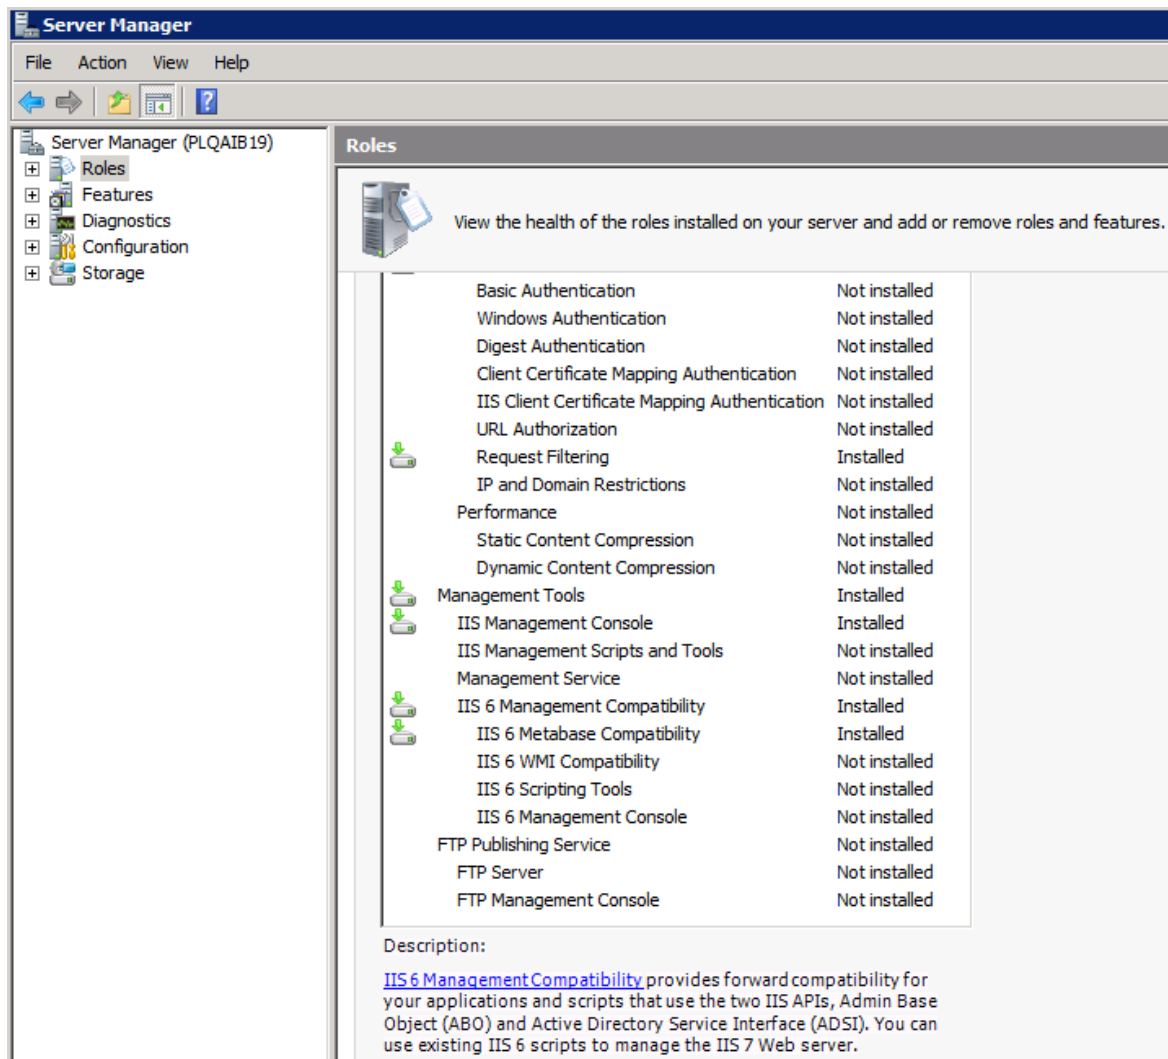 Server Manager
File Action View Help
Server Manager (PLQAIB19)
Roles
Features
Diagnostics
Configuration
Storage
Roles
View the health of the roles installed on your server and add or remove roles and features.
Basic Authentication Not installed
Windows Authentication Not installed
Digest Authentication Not installed
Client Certificate Mapping Authentication Not installed
IIS Client Certificate Mapping Authentication Not installed
URL Authorization Not installed
Request Filtering Installed
IP and Domain Restrictions Not installed
Performance Not installed
Static Content Compression Not installed
Dynamic Content Compression Not installed
Management Tools Installed
IIS Management Console Installed
IIS Management Scripts and Tools Not installed
Management Service Not installed
IIS 6 Management Compatibility Installed
IIS 6 Metabase Compatibility Installed
IIS 6 WMI Compatibility Not installed
IIS 6 Scripting Tools Not installed
IIS 6 Management Console Not installed
FTP Publishing Service Not installed
FTP Server Not installed
FTP Management Console Not installed
Description:
IIS 6 Management Compatibility provides forward compatibility for
your applications and scripts that use the two IIS APIs, Admin Base
Object (ABO) and Active Directory Service Interface (ADSI). You can
use existing IIS 6 scripts to manage the IIS 7 Web server.